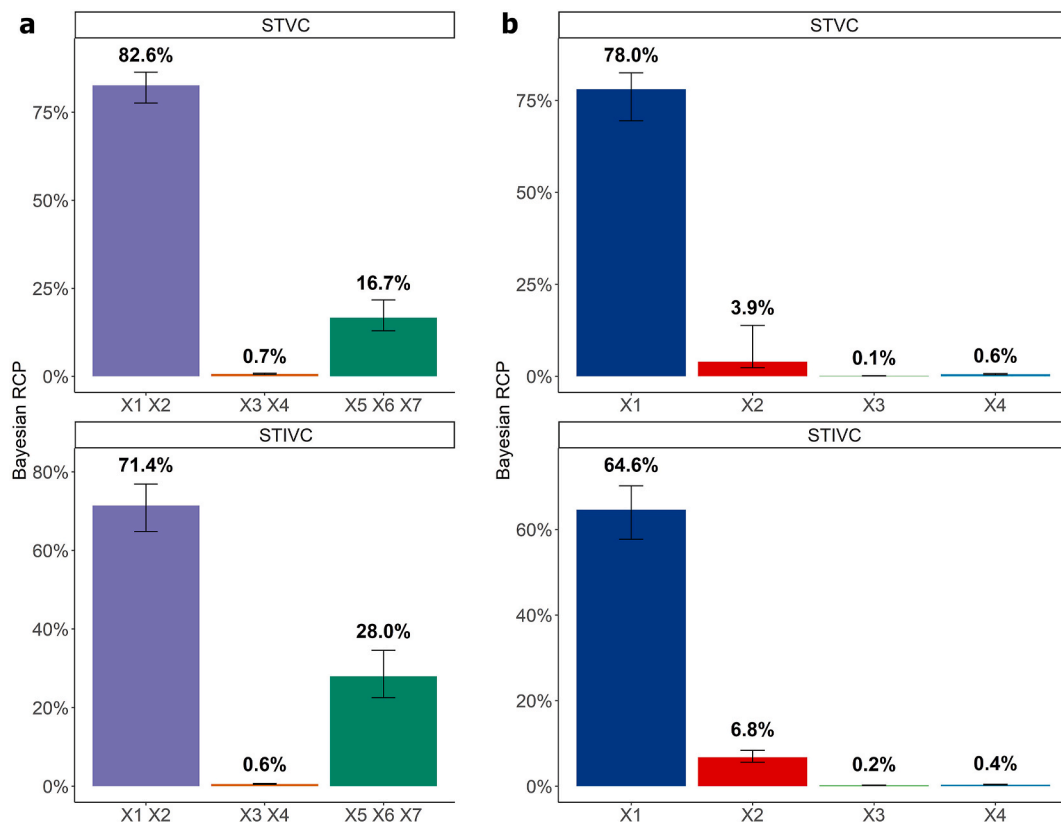 a
STVC
82.6%
75%
50%
25%
0%
16.7%
0.7%
X1 X2
X3 X4
X5 X6 X7
Bayesian RCP
STIVC
71.4%
80%
60%
40%
20%
0%
28.0%
0.6%
X1 X2
X3 X4
X5 X6 X7
b
STVC
78.0%
75%
50%
25%
0%
3.9%
0.1%
0.6%
X1
X2
X3
X4
Bayesian RCP
STIVC
64.6%
60%
40%
20%
0%
6.8%
0.2%
0.4%
X1
X2
X3
X4